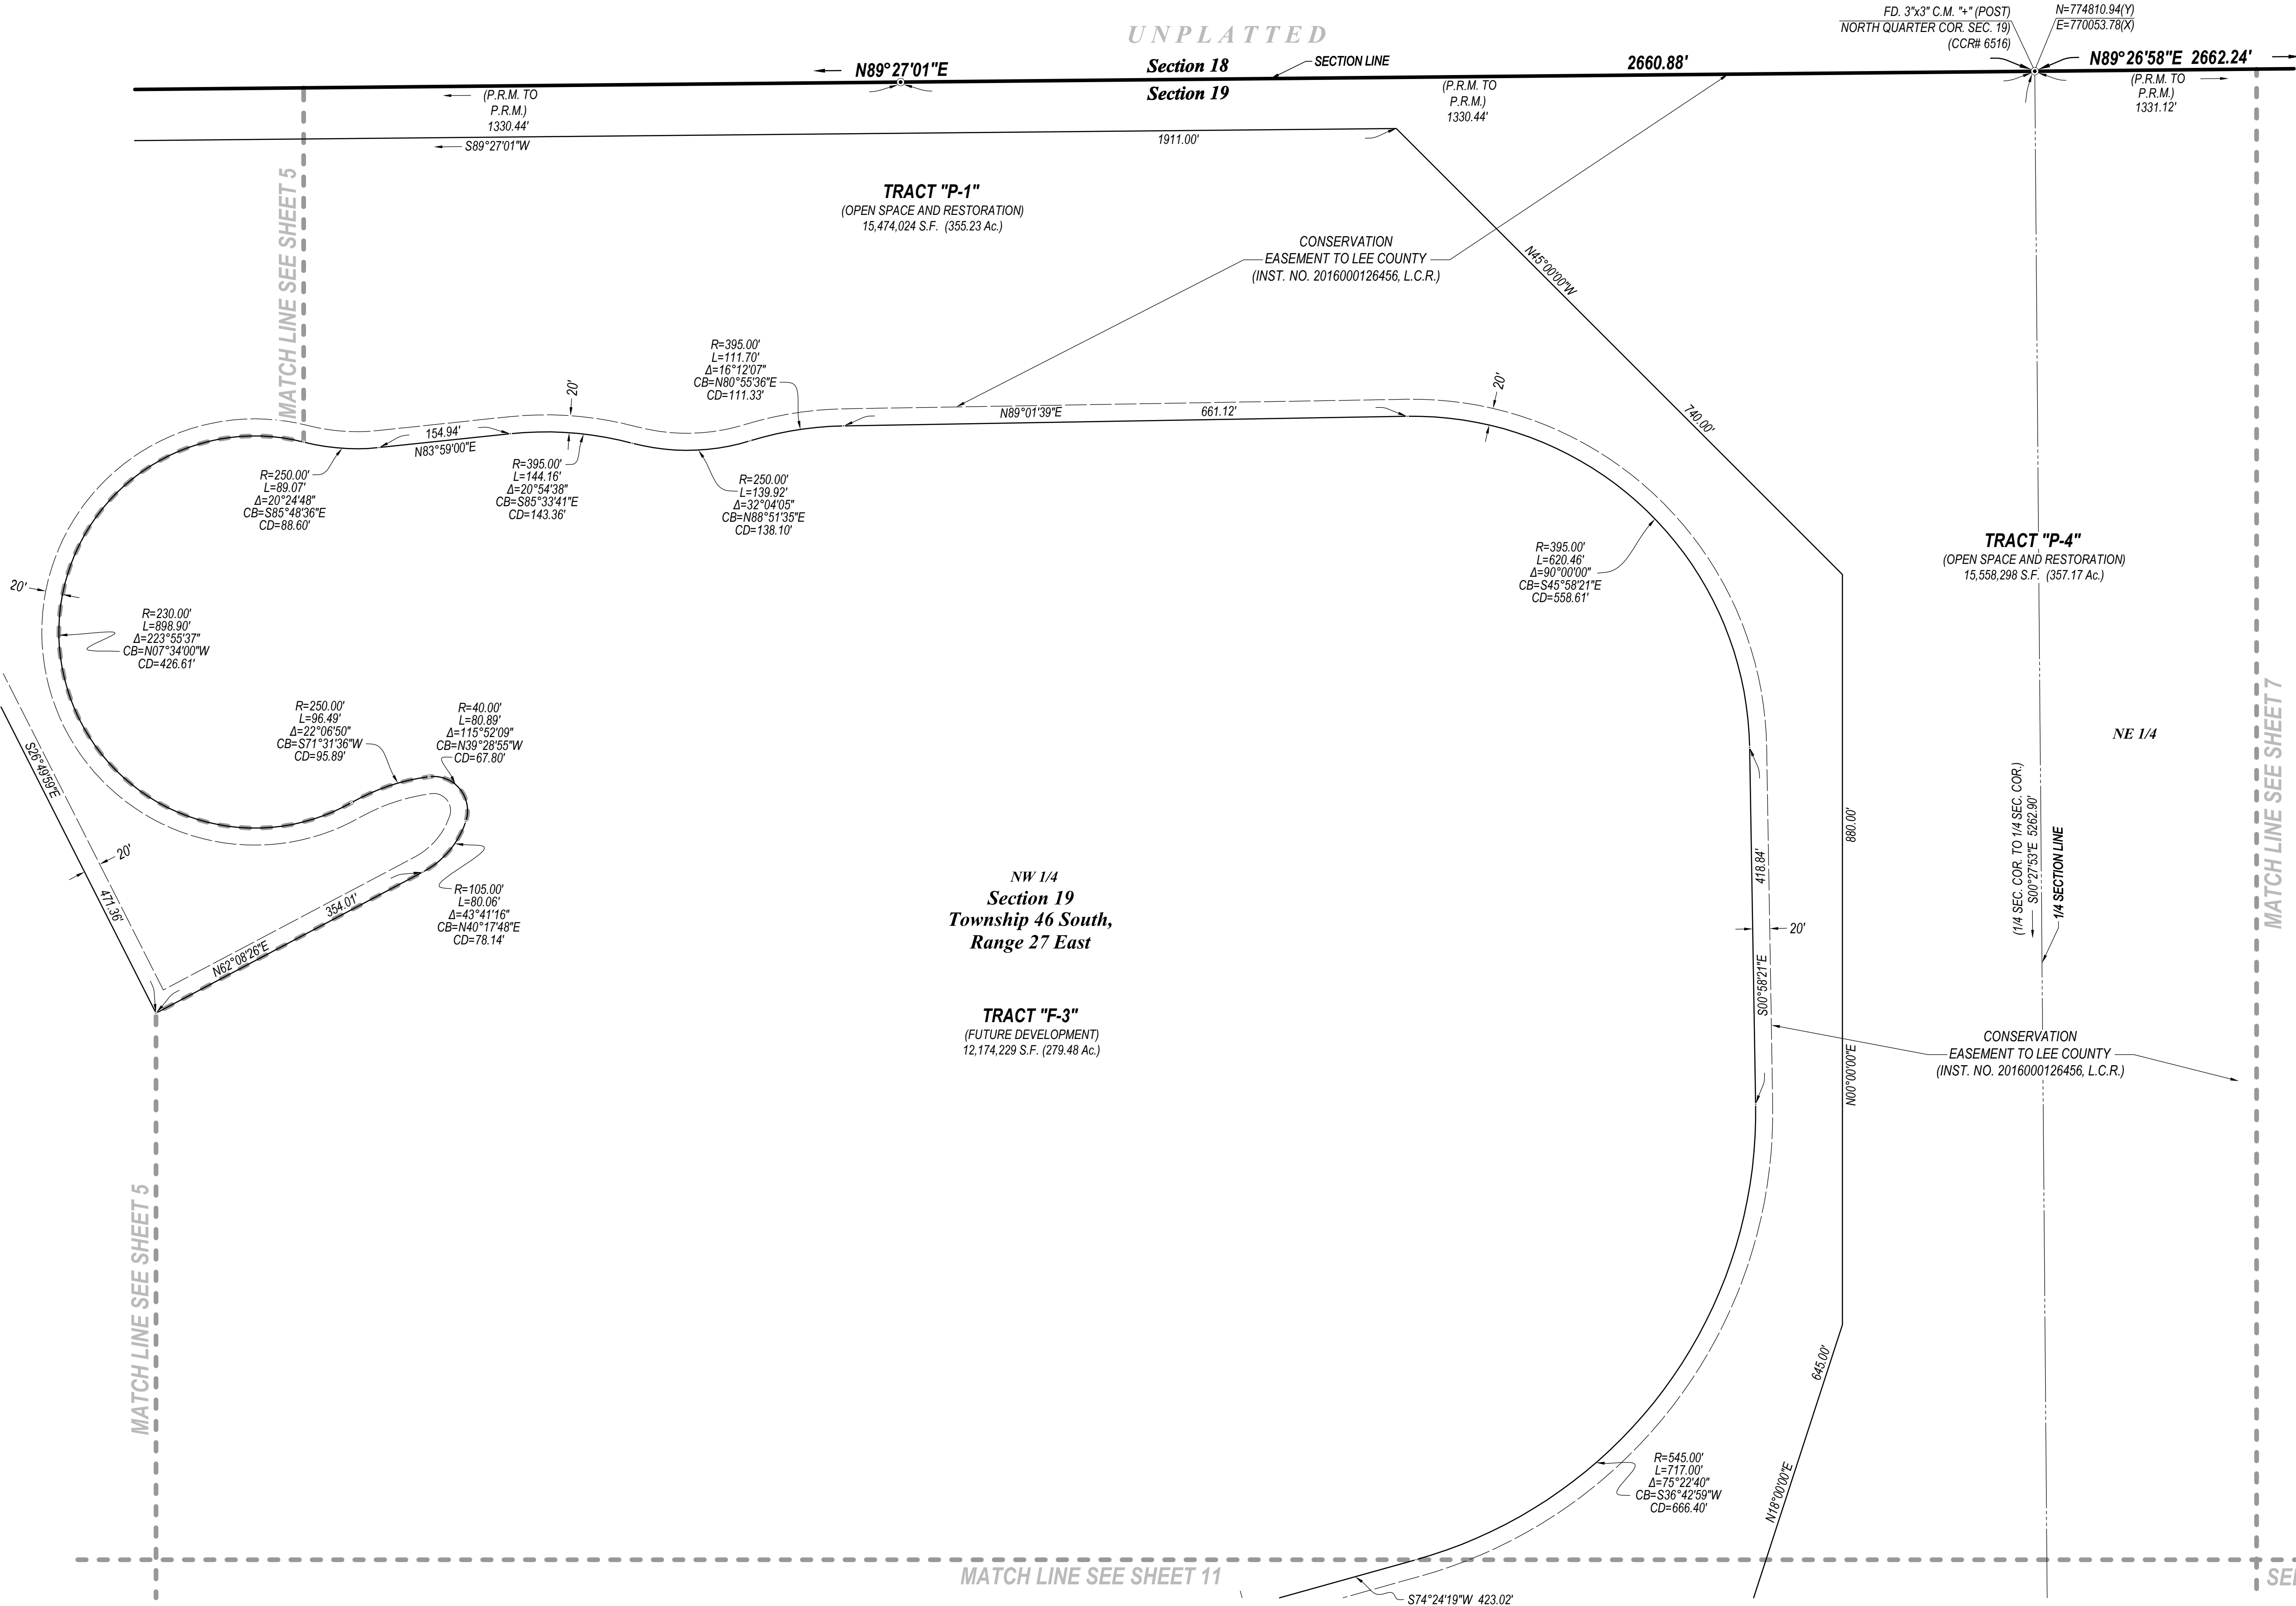 UNPLATTED
FD. 3"x3" C.M. "+" (POST)
NORTH QUARTER COR. SEC. 19)
(CCR# 6516)
N=774810.94(Y)
E=770053.78(X)
N89°27'01"E
Section 18
SECTION LINE
2660.88'
N89°26'58"E 2662.24'
Section 19
(P.R.M. TO
P.R.M.)
1330.44'
(P.R.M. TO
P.R.M.)
1330.44'
(P.R.M. TO
P.R.M.)
1331.12'
S89°27'01"W
1911.00'
MATCH LINE SEE SHEET 5
TRACT "P-1"
(OPEN SPACE AND RESTORATION)
15,474,024 S.F. (355.23 Ac.)
CONSERVATION
EASEMENT TO LEE COUNTY
(INST. NO. 2016000126456, L.C.R.)
N45°00'00"W
740.00'
R=395.00'
L=111.70'
Δ=16°12'07"
CB=N80°55'36"E
CD=111.33'
20'
20'
N89°01'39"E
661.12'
154.94'
N83°59'00"E
R=250.00'
L=89.07'
Δ=20°24'48"
CB=S85°48'36"E
CD=88.60'
R=395.00'
L=144.16'
Δ=20°54'38"
CB=S85°33'41"E
CD=143.36'
R=250.00'
L=139.92'
Δ=32°04'05"
CB=N88°51'35"E
CD=138.10'
R=395.00'
L=620.46'
Δ=90°00'00"
CB=S45°58'21"E
CD=558.61'
TRACT "P-4"
(OPEN SPACE AND RESTORATION)
15,558,298 S.F. (357.17 Ac.)
20'
R=230.00'
L=898.90'
Δ=223°55'37"
CB=N07°34'00"W
CD=426.61'
R=250.00'
L=96.49'
Δ=22°06'50"
CB=S71°31'36"W
CD=95.89'
R=40.00'
L=80.89'
Δ=115°52'09"
CB=N39°28'55"W
CD=67.80'
S26°49'59"E
471.36'
20'
NE 1/4
MATCH LINE SEE SHEET 7
880.00'
N00°00'00"E
(1/4 SEC. COR. TO 1/4 SEC. COR.)
S00°27'53"E 5262.90'
1/4 SECTION LINE
418.84'
20'
S00°58'21"E
R=105.00'
L=80.06'
Δ=43°41'16"
CB=N40°17'48"E
CD=78.14'
354.01'
N62°08'26"E
NW 1/4
Section 19
Township 46 South,
Range 27 East
TRACT "F-3"
(FUTURE DEVELOPMENT)
12,174,229 S.F. (279.48 Ac.)
CONSERVATION
EASEMENT TO LEE COUNTY
(INST. NO. 2016000126456, L.C.R.)
MATCH LINE SEE SHEET 5
645.00'
N18°00'00"E
R=545.00'
L=717.00'
Δ=75°22'40"
CB=S36°42'59"W
CD=666.40'
MATCH LINE SEE SHEET 11
S74°24'19"W 423.02'